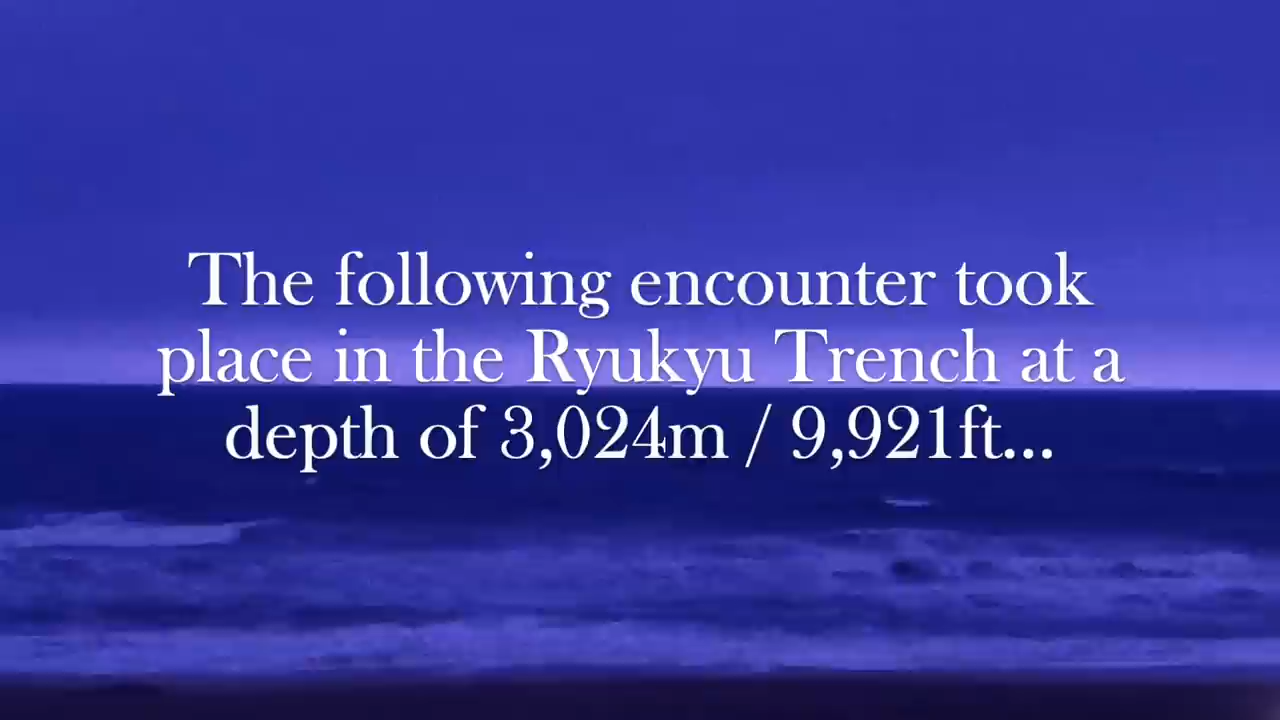 The following encounter took
place in the Ryukyu Trench at a
depth of 3,024m / 9,921ft...